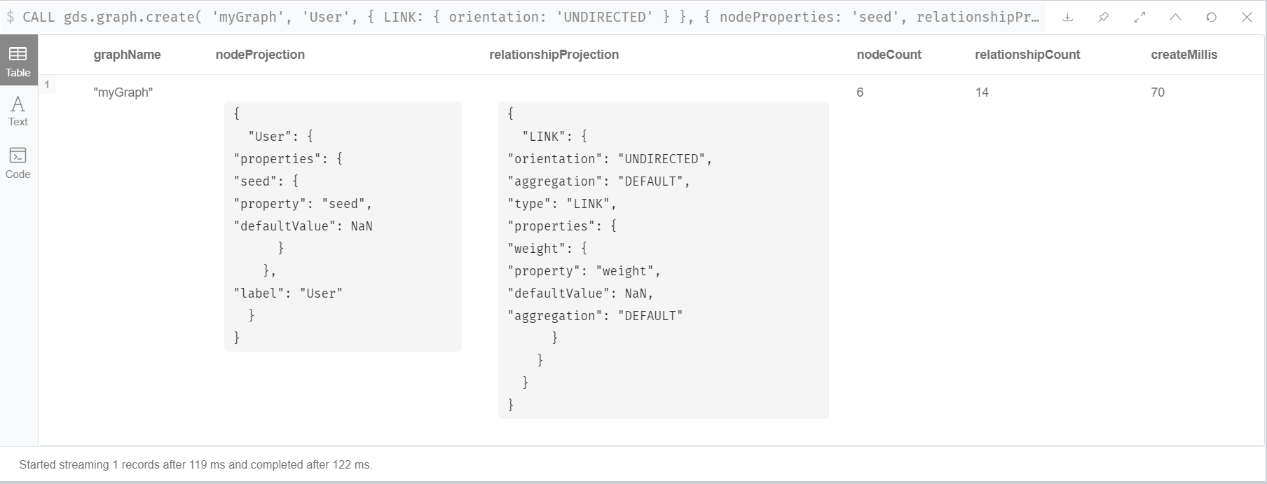 $ CALL gds.graph.create( 'myGraph', 'User', { LINK: { orientation: 'UNDIRECTED' } }, { nodeProperties: 'seed', relationshipPr…
Table
Text
Code
graphName nodeProjection relationshipProjection nodeCount relationshipCount createMillis
1
"myGraph" 6 14 70
{
"User": {
"properties": {
"seed": {
"property": "seed",
"defaultValue": NaN
}
},
"label": "User"
}
}
{
"LINK": {
"orientation": "UNDIRECTED",
"aggregation": "DEFAULT",
"type": "LINK",
"properties": {
"weight": {
"property": "weight",
"defaultValue": NaN,
"aggregation": "DEFAULT"
}
}
}
}
Started streaming 1 records after 119 ms and completed after 122 ms.